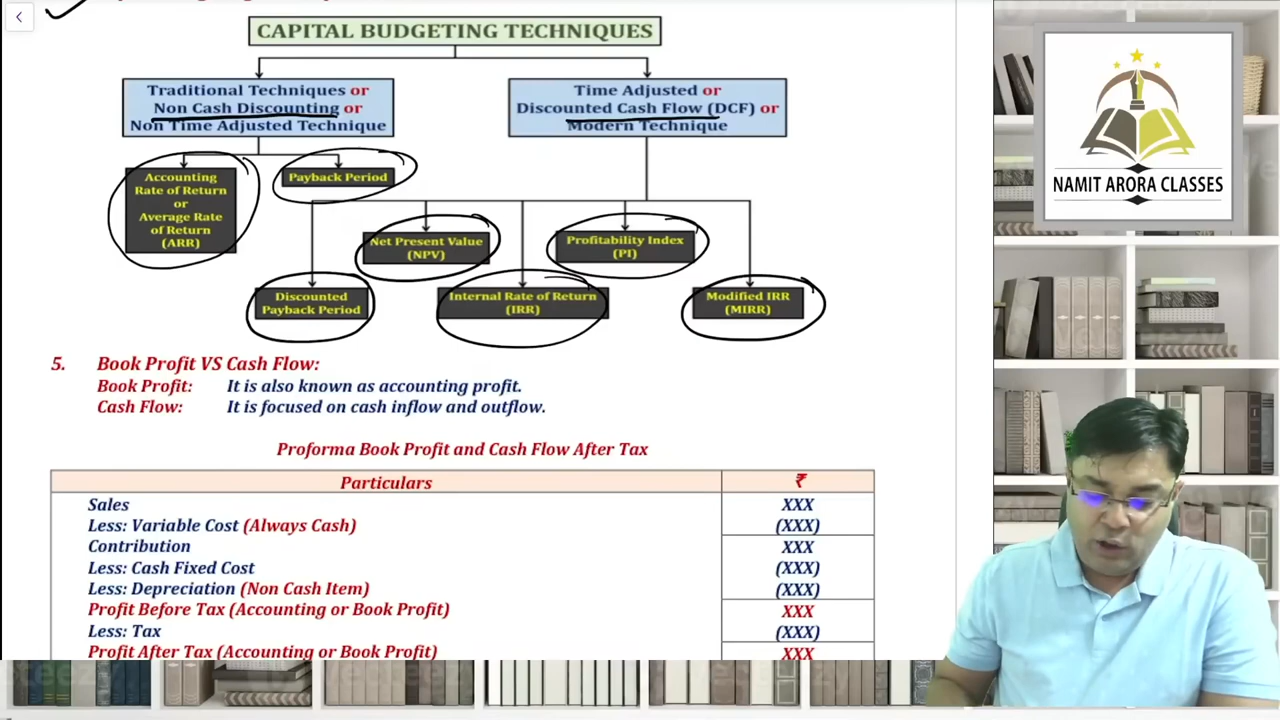 CAPITAL BUDGETING TECHNIQUES
Traditional Techniques or
Non Cash Discounting or
Non Time Adjusted Technique
Time Adjusted or
Discounted Cash Flow (DCF) or
Modern Technique
Accounting
Rate of Return
or
Average Rate
of Return
(ARR)
Payback Period
Net Present Value
(NPV)
Profitability Index
(PI)
Discounted
Payback Period
Internal Rate of Return
(IRR)
Modified IRR
(MIRR)
5. Book Profit VS Cash Flow:
Book Profit: It is also known as accounting profit.
Cash Flow: It is focused on cash inflow and outflow.
Proforma Book Profit and Cash Flow After Tax
Particulars ₹
Sales XXX
Less: Variable Cost (Always Cash) (XXX)
Contribution XXX
Less: Cash Fixed Cost (XXX)
Less: Depreciation (Non Cash Item) (XXX)
Profit Before Tax (Accounting or Book Profit) XXX
Less: Tax (XXX)
Profit After Tax (Accounting or Book Profit) XXX
NAMIT ARORA CLASSES